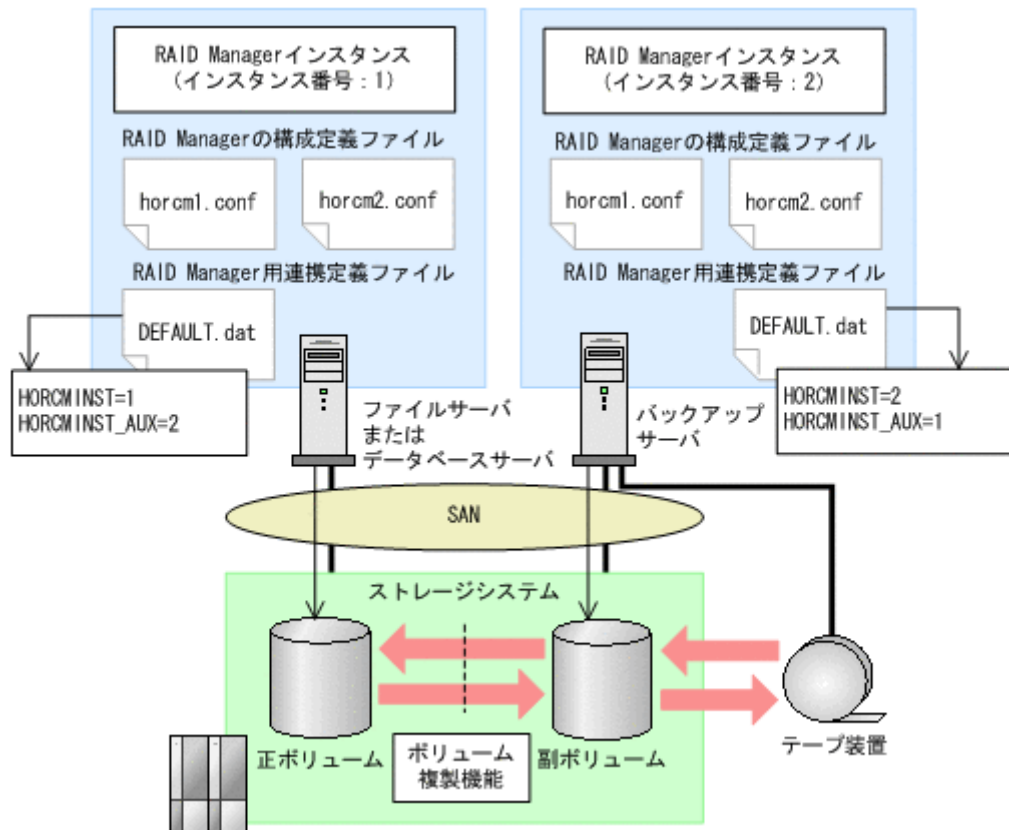 RAID Managerインスタンス
(インスタンス番号:1)
RAID Managerの構成定義ファイル
horcm1.conf
horcm2.conf
RAID Manager用連携定義ファイル
DEFAULT.dat
HORCMINST=1
HORCMINST_AUX=2
ファイルサーバ
または
データベースサーバ
RAID Managerインスタンス
(インスタンス番号:2)
RAID Managerの構成定義ファイル
horcm1.conf
horcm2.conf
RAID Manager用連携定義ファイル
DEFAULT.dat
HORCMINST=2
HORCMINST_AUX=1
バックアップ
サーバ
SAN
ストレージシステム
正ボリューム
ボリューム
複製機能
副ボリューム
テープ装置